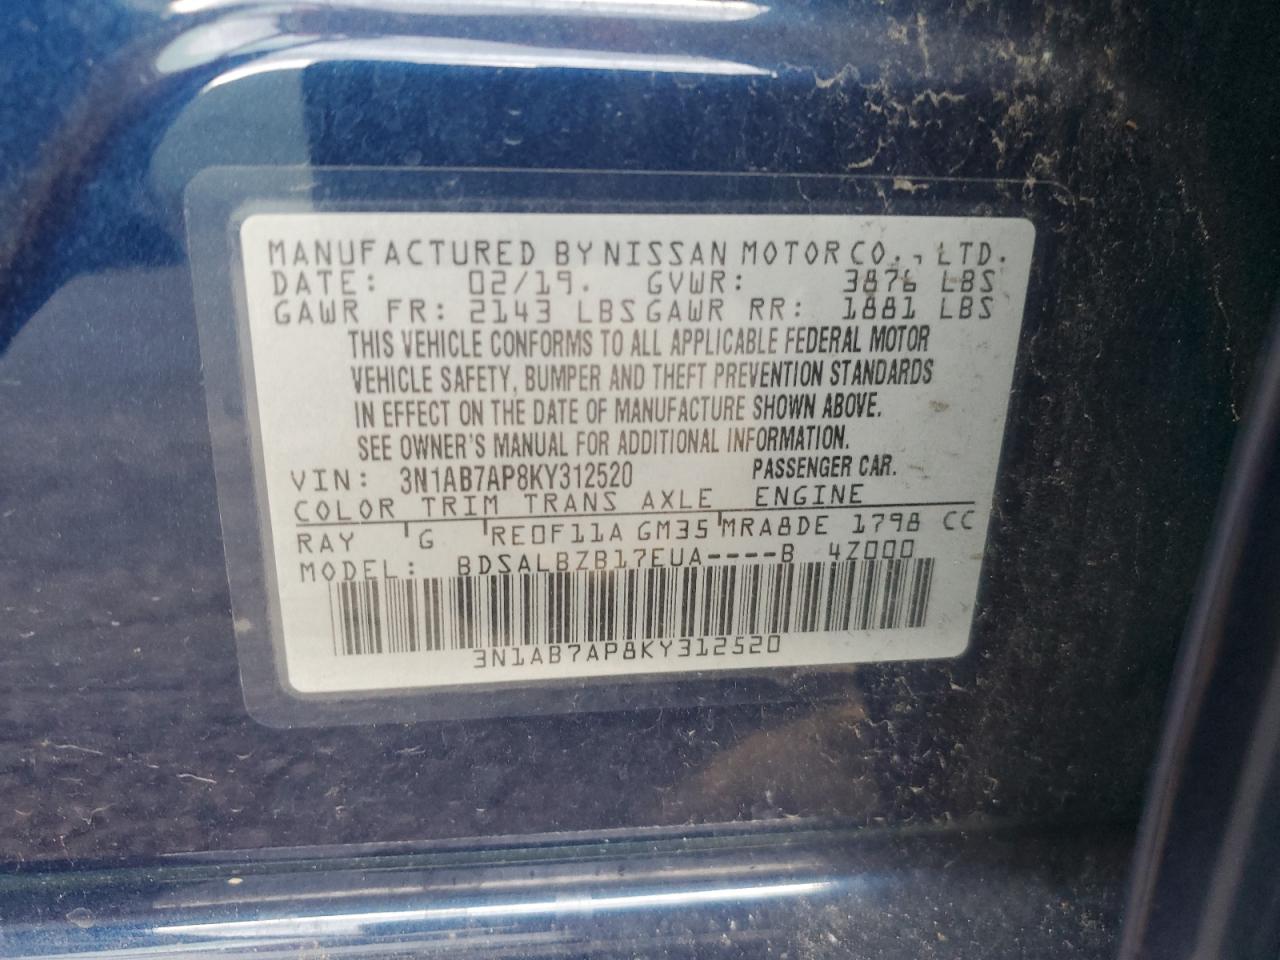 MANUFACTURED BY NISSAN MOTOR CO., LTD.
DATE: 02/19. GVWR: 3876 LBS
GAWR FR: 2143 LBS GAWR RR: 1881 LBS
THIS VEHICLE CONFORMS TO ALL APPLICABLE FEDERAL MOTOR
VEHICLE SAFETY, BUMPER AND THEFT PREVENTION STANDARDS
IN EFFECT ON THE DATE OF MANUFACTURE SHOWN ABOVE.
SEE OWNER'S MANUAL FOR ADDITIONAL INFORMATION.
VIN: 3N1AB7AP8KY312520 PASSENGER CAR.
COLOR TRIM TRANS AXLE ENGINE
RAY G RE0F11A GM35 MRA8DE 1798 CC
MODEL: BDSALBZB17EUA----B 4Z000
3N1AB7AP8KY312520